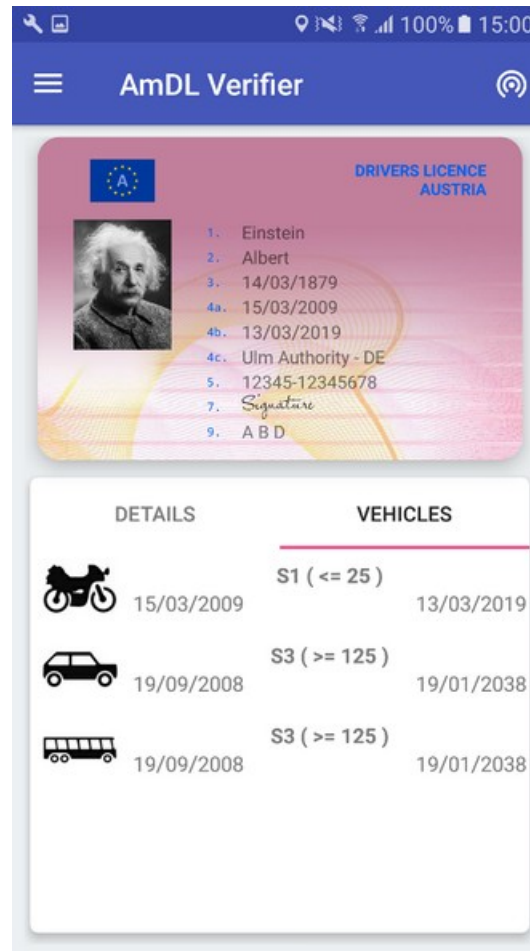 100% 15:00
AmDL Verifier
A
DRIVERS LICENCE
AUSTRIA
1. Einstein
2. Albert
3. 14/03/1879
4a. 15/03/2009
4b. 13/03/2019
4c. Ulm Authority - DE
5. 12345-12345678
7. Signature
9. A B D
DETAILS VEHICLES
S1 ( <= 25 )
15/03/2009 13/03/2019
S3 ( >= 125 )
19/09/2008 19/01/2038
S3 ( >= 125 )
19/09/2008 19/01/2038